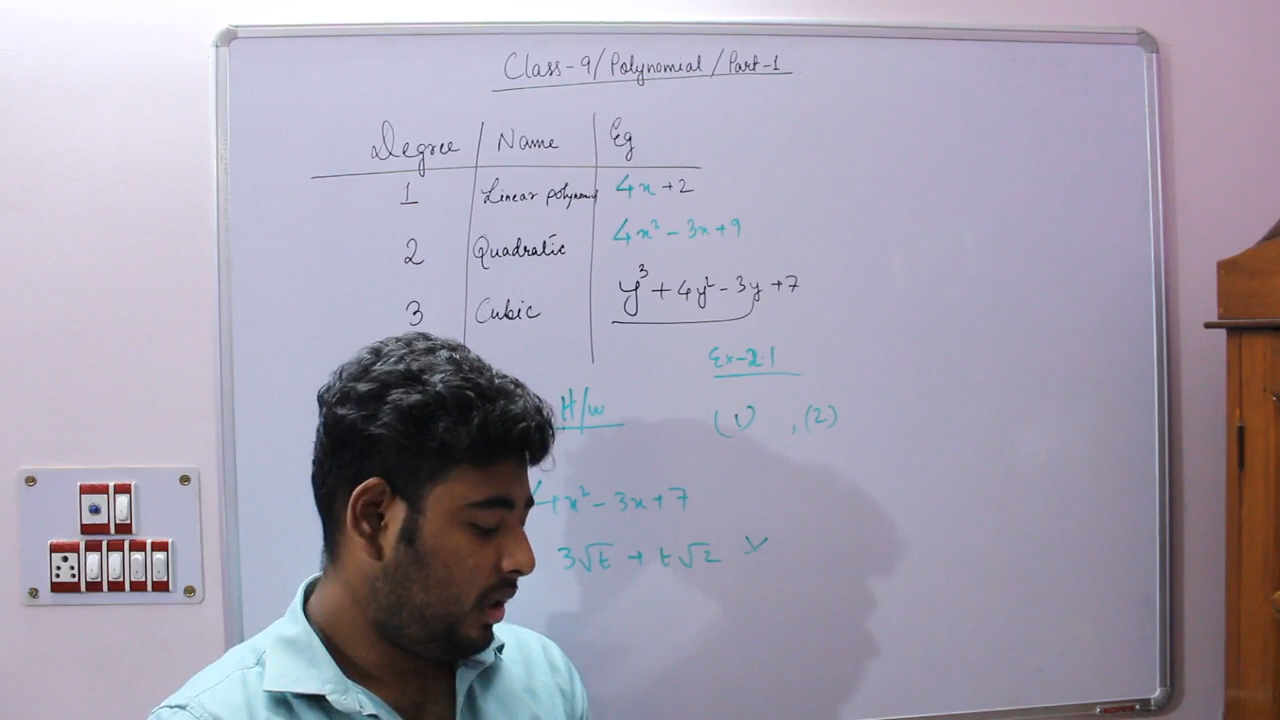 Class-9/Polynomial/Part-1
Degree Name Eg
1 Linear polynomial 4x+2
2 Quadratic 4x² - 3x+9
3 Cubic y³ + 4y² - 3y + 7
Ex-2.1
H/w (1) , (2)
4x² - 3x + 7
3√t + t√2